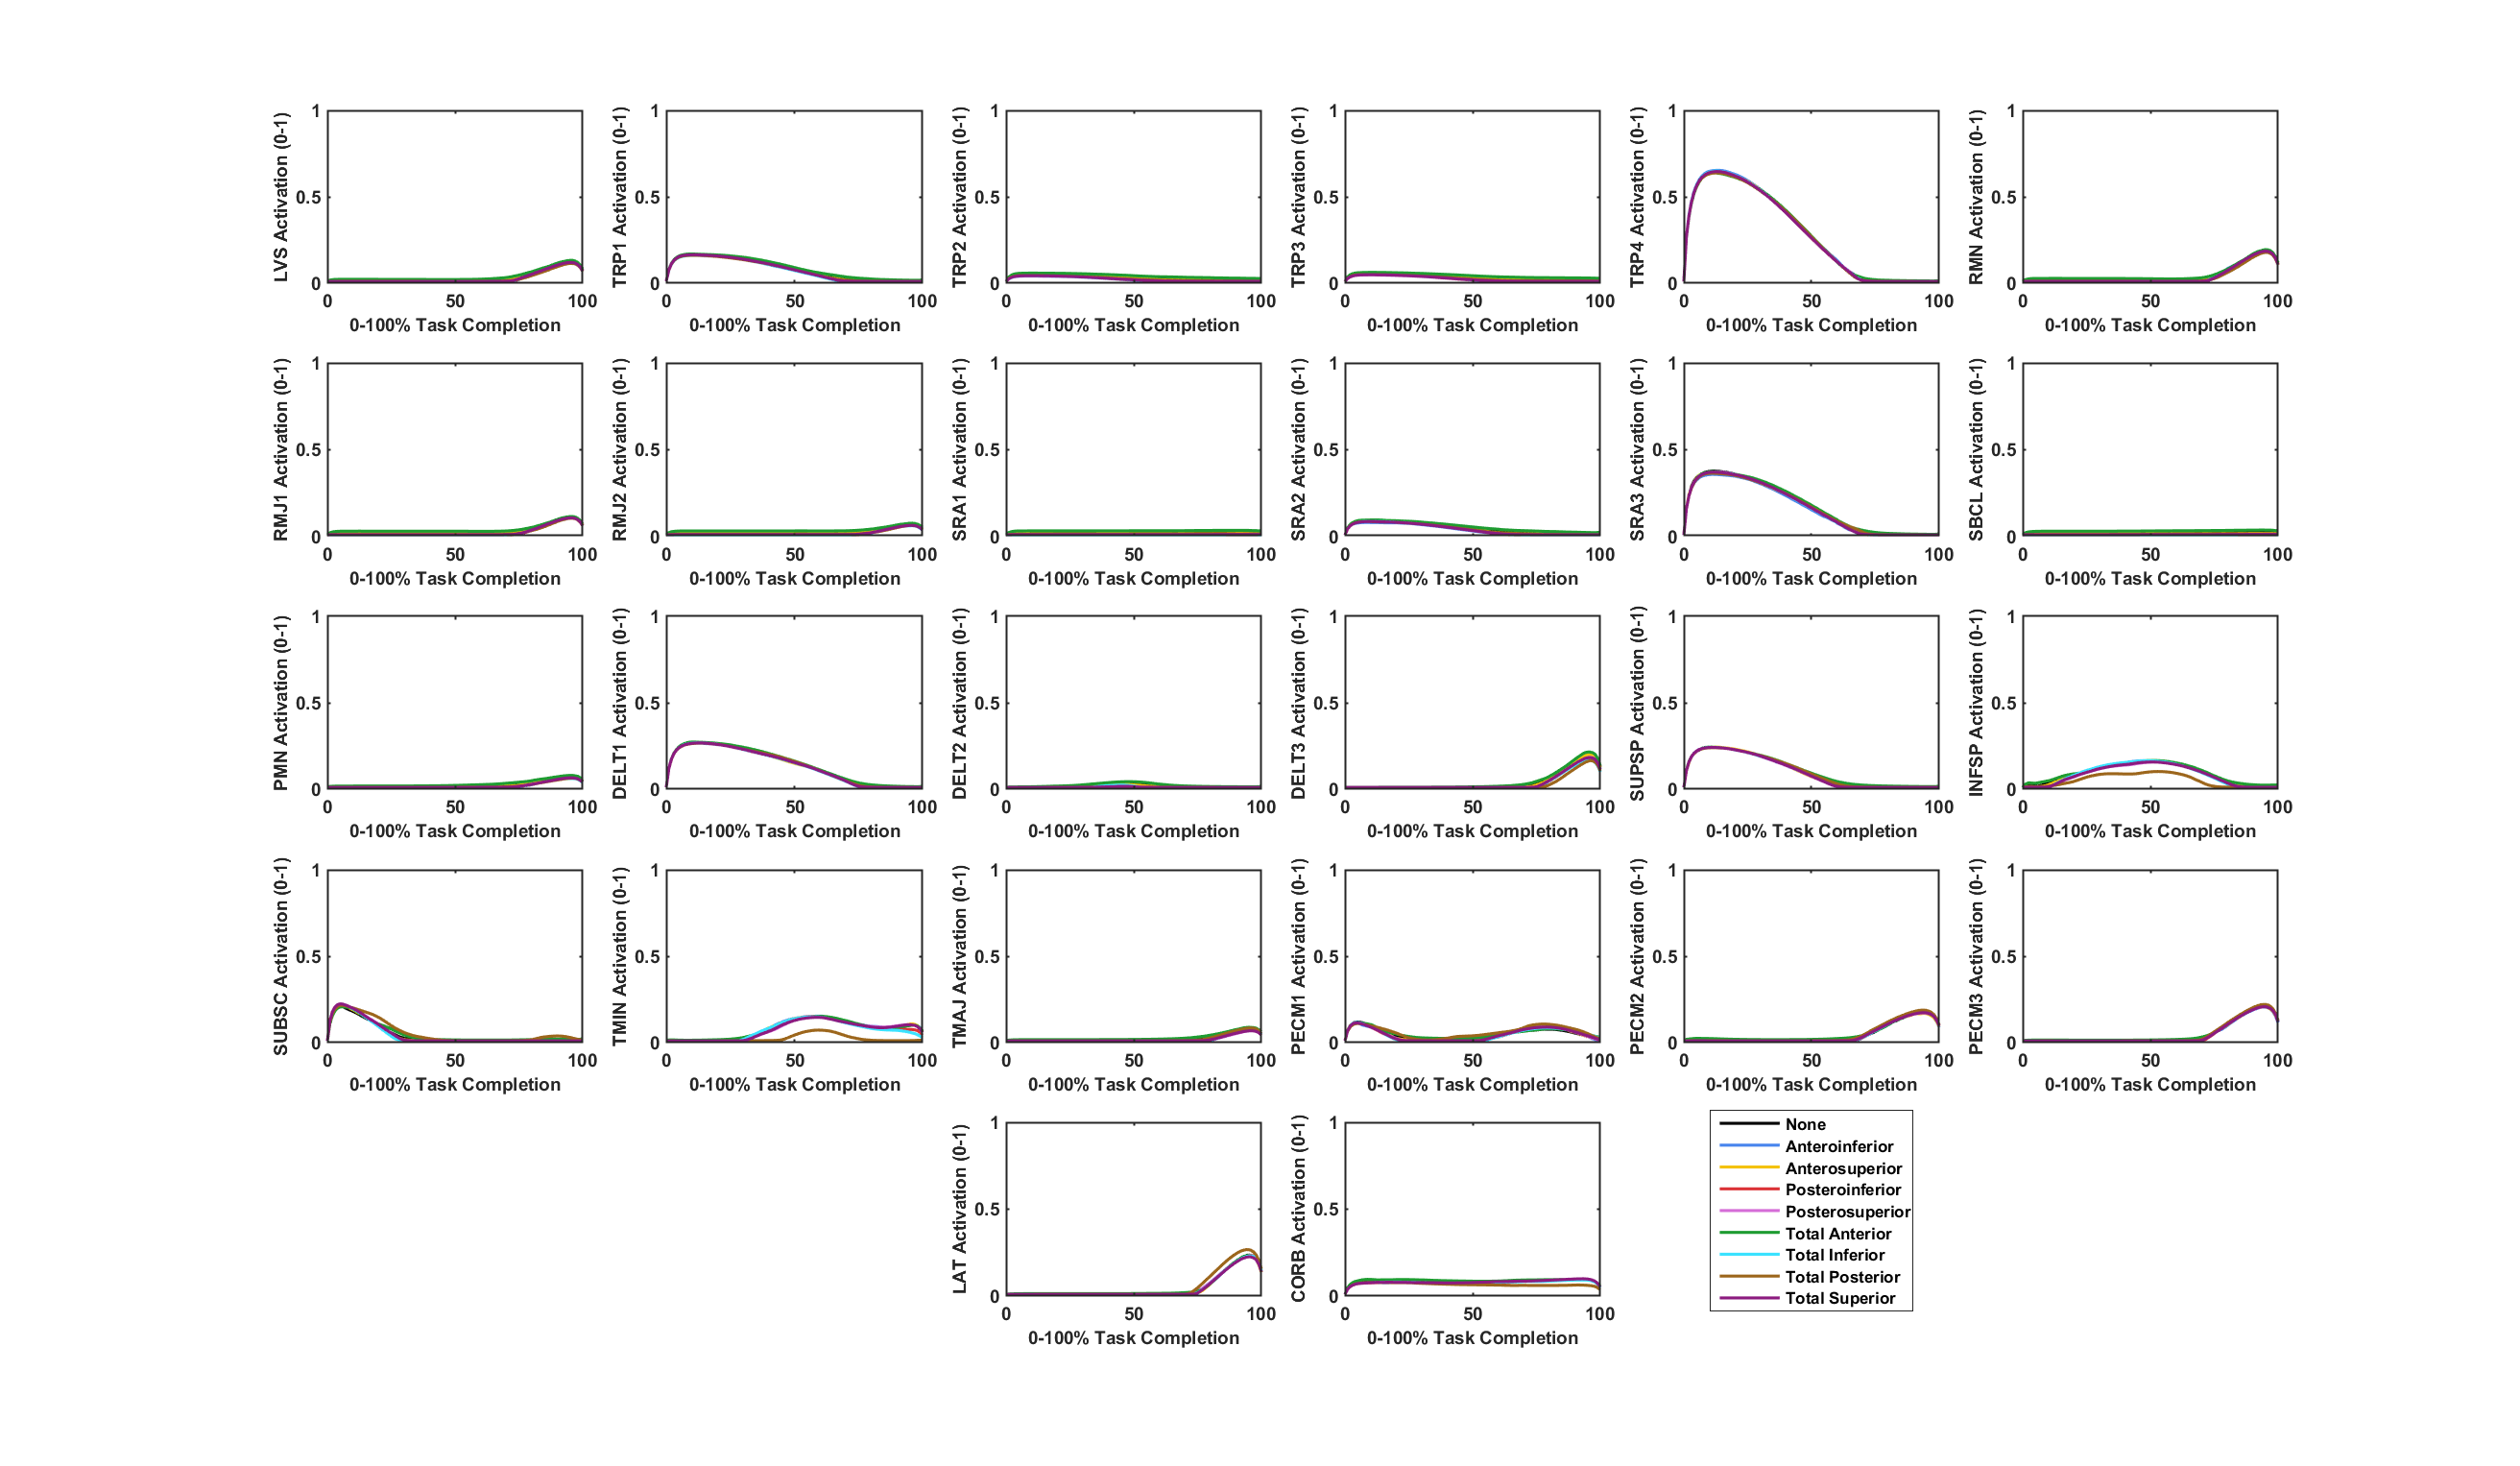 LVS Activation (0-1)
1
0.5
0
0 50 100
0-100% Task Completion
TRP1 Activation (0-1)
1
0.5
0
0 50 100
0-100% Task Completion
TRP2 Activation (0-1)
1
0.5
0
0 50 100
0-100% Task Completion
TRP3 Activation (0-1)
1
0.5
0
0 50 100
0-100% Task Completion
TRP4 Activation (0-1)
1
0.5
0
0 50 100
0-100% Task Completion
RMN Activation (0-1)
1
0.5
0
0 50 100
0-100% Task Completion
RMJ1 Activation (0-1)
1
0.5
0
0 50 100
0-100% Task Completion
RMJ2 Activation (0-1)
1
0.5
0
0 50 100
0-100% Task Completion
SRA1 Activation (0-1)
1
0.5
0
0 50 100
0-100% Task Completion
SRA2 Activation (0-1)
1
0.5
0
0 50 100
0-100% Task Completion
SRA3 Activation (0-1)
1
0.5
0
0 50 100
0-100% Task Completion
SBCL Activation (0-1)
1
0.5
0
0 50 100
0-100% Task Completion
PMN Activation (0-1)
1
0.5
0
0 50 100
0-100% Task Completion
DELT1 Activation (0-1)
1
0.5
0
0 50 100
0-100% Task Completion
DELT2 Activation (0-1)
1
0.5
0
0 50 100
0-100% Task Completion
DELT3 Activation (0-1)
1
0.5
0
0 50 100
0-100% Task Completion
SUPSP Activation (0-1)
1
0.5
0
0 50 100
0-100% Task Completion
INFSP Activation (0-1)
1
0.5
0
0 50 100
0-100% Task Completion
SUBSC Activation (0-1)
1
0.5
0
0 50 100
0-100% Task Completion
TMIN Activation (0-1)
1
0.5
0
0 50 100
0-100% Task Completion
TMAJ Activation (0-1)
1
0.5
0
0 50 100
0-100% Task Completion
PECM1 Activation (0-1)
1
0.5
0
0 50 100
0-100% Task Completion
PECM2 Activation (0-1)
1
0.5
0
0 50 100
0-100% Task Completion
PECM3 Activation (0-1)
1
0.5
0
0 50 100
0-100% Task Completion
LAT Activation (0-1)
1
0.5
0
0 50 100
0-100% Task Completion
CORB Activation (0-1)
1
0.5
0
0 50 100
0-100% Task Completion
None
Anteroinferior
Anterosuperior
Posteroinferior
Posterosuperior
Total Anterior
Total Inferior
Total Posterior
Total Superior